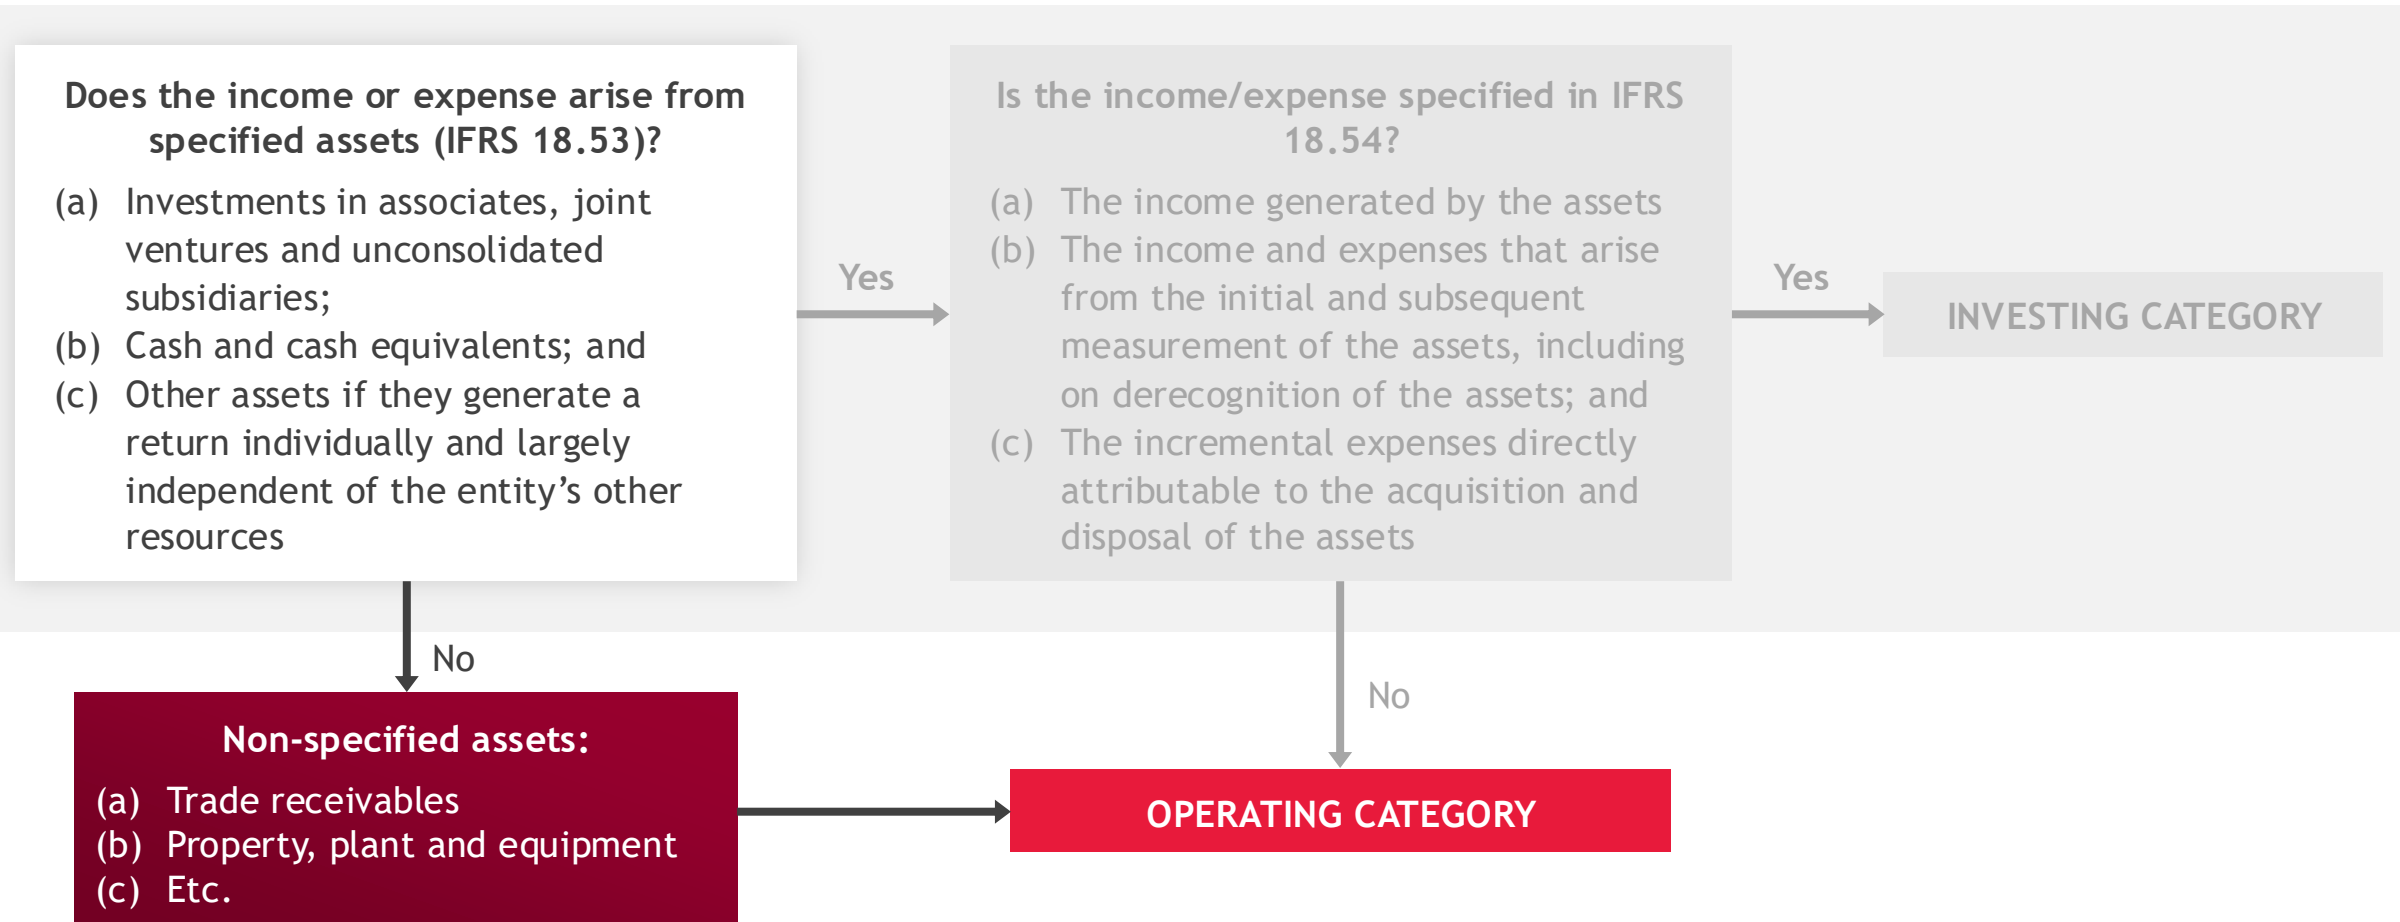 Does the income or expense arise from
specified assets (IFRS 18.53)?
(a) Investments in associates, joint
ventures and unconsolidated
subsidiaries;
(b) Cash and cash equivalents; and
(c) Other assets if they generate a
return individually and largely
independent of the entity’s other
resources
Yes
Is the income/expense specified in IFRS
18.54?
(a) The income generated by the assets
(b) The income and expenses that arise
from the initial and subsequent
measurement of the assets, including
on derecognition of the assets; and
(c) The incremental expenses directly
attributable to the acquisition and
disposal of the assets
Yes
INVESTING CATEGORY
No
No
Non-specified assets:
(a) Trade receivables
(b) Property, plant and equipment
(c) Etc.
OPERATING CATEGORY